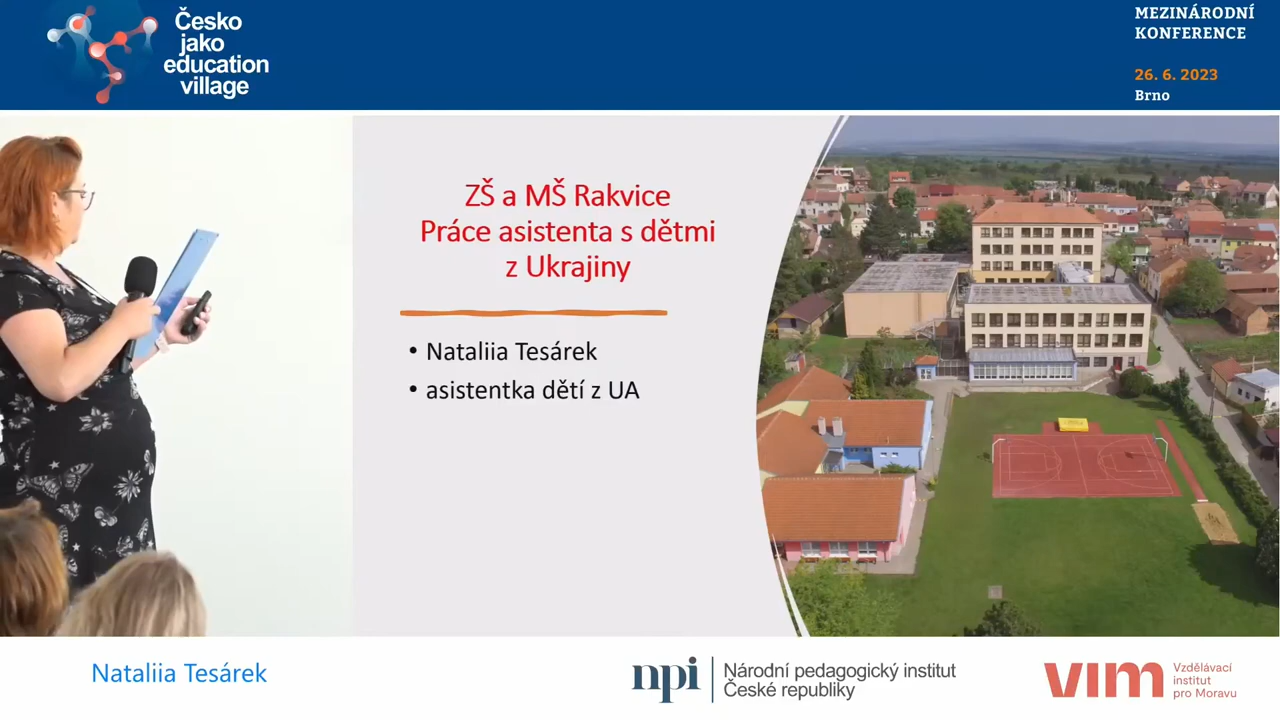 Česko
jako
education
village
MEZINÁRODNÍ
KONFERENCE
26. 6. 2023
Brno
ZŠ a MŠ Rakvice
Práce asistenta s dětmi
z Ukrajiny
• Nataliia Tesárek
• asistentka dětí z UA
Nataliia Tesárek
npi
Národní pedagogický institut
České republiky
vim
Vzdělávací
institut
pro Moravu